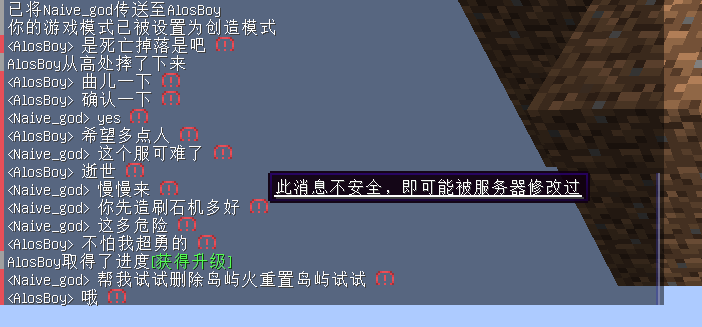 已将Naive_god传送至AlosBoy
你的游戏模式已被设置为创造模式
<AlosBoy> 是死亡掉落是吧 (!)
AlosBoy从高处摔了下来
<AlosBoy> 曲儿一下 (!)
<AlosBoy> 确认一下 (!)
<Naive_god> yes (!)
<AlosBoy> 希望多点人 (!)
<Naive_god> 这个服可难了 (!)
<AlosBoy> 逝世 (!)
<Naive_god> 慢慢来 (!)
此消息不安全，即可能被服务器修改过
<Naive_god> 你先造刷石机多好 (!)
<Naive_god> 这多危险 (!)
<AlosBoy> 不怕我超勇的 (!)
AlosBoy取得了进度[获得升级]
<Naive_god> 帮我试试删除岛屿火重置岛屿试试 (!)
<AlosBoy> 哦 (!)